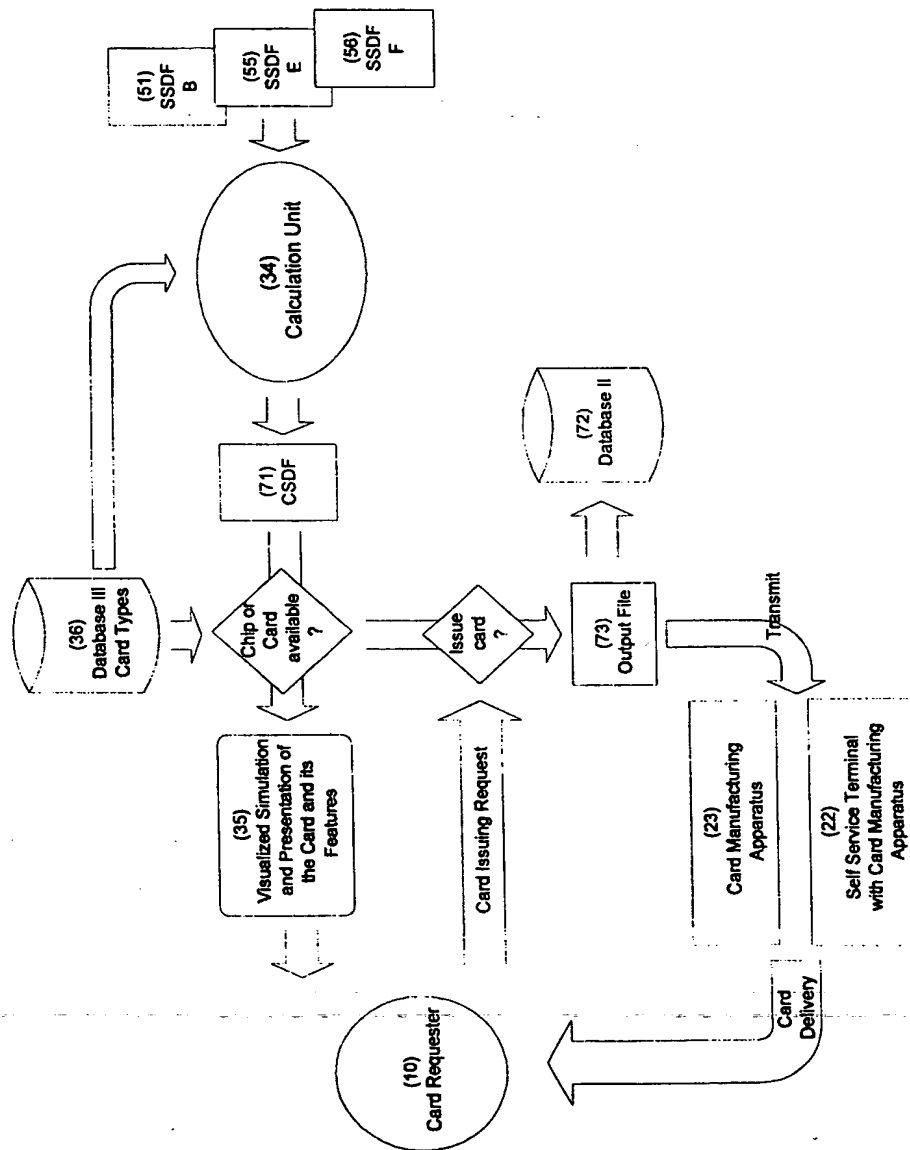 (51)
SSDF
B
(55)
SSDF
E
(56)
SSDF
F
(34)
Calculation Unit
(36)
Database III
Card Types
(71)
CSDF
Chip or
Card
available
?
(35)
Visualized Simulation
and Presentation of
the Card and its
Features
(10)
Card Requester
Card Issuing Request
Issue
card
?
(73)
Output File
(72)
Database II
Transmit
(23)
Card Manufacturing
Apparatus
(22)
Self Service Terminal
with Card Manufacturing
Apparatus
Card
Delivery